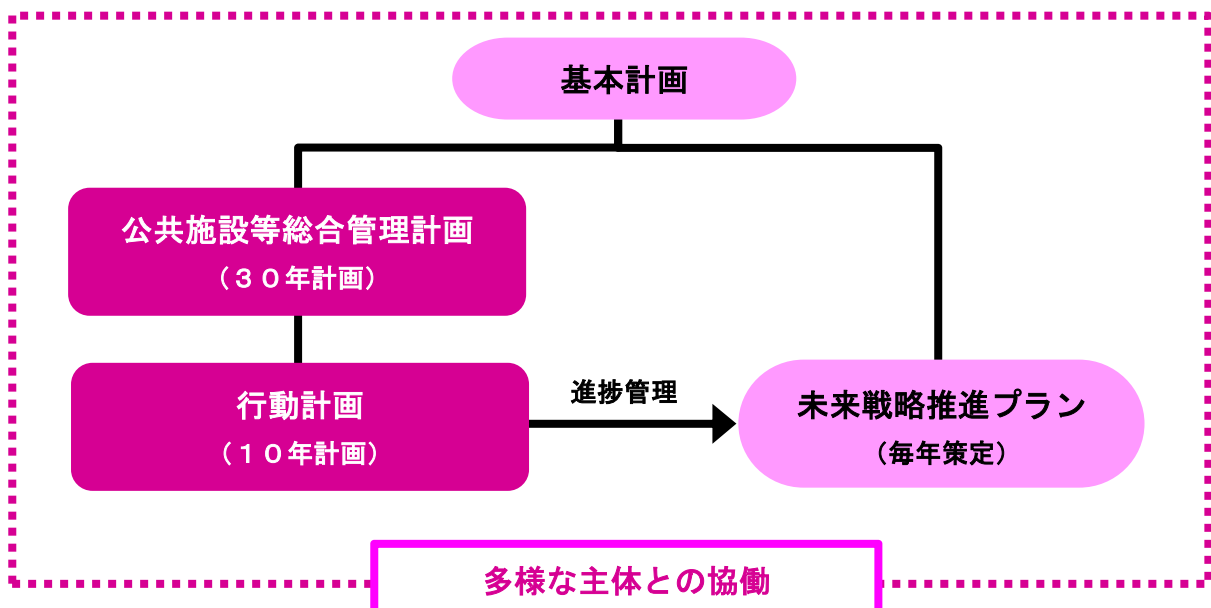 基本計画
公共施設等総合管理計画
（３０年計画）
行動計画
（１０年計画）
進捗管理
未来戦略推進プラン
（毎年策定）
多様な主体との協働